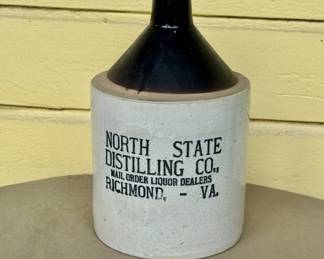 NORTH STATE
DISTILLING CO.,
MAIL ORDER LIQUOR DEALERS
RICHMOND, - VA.